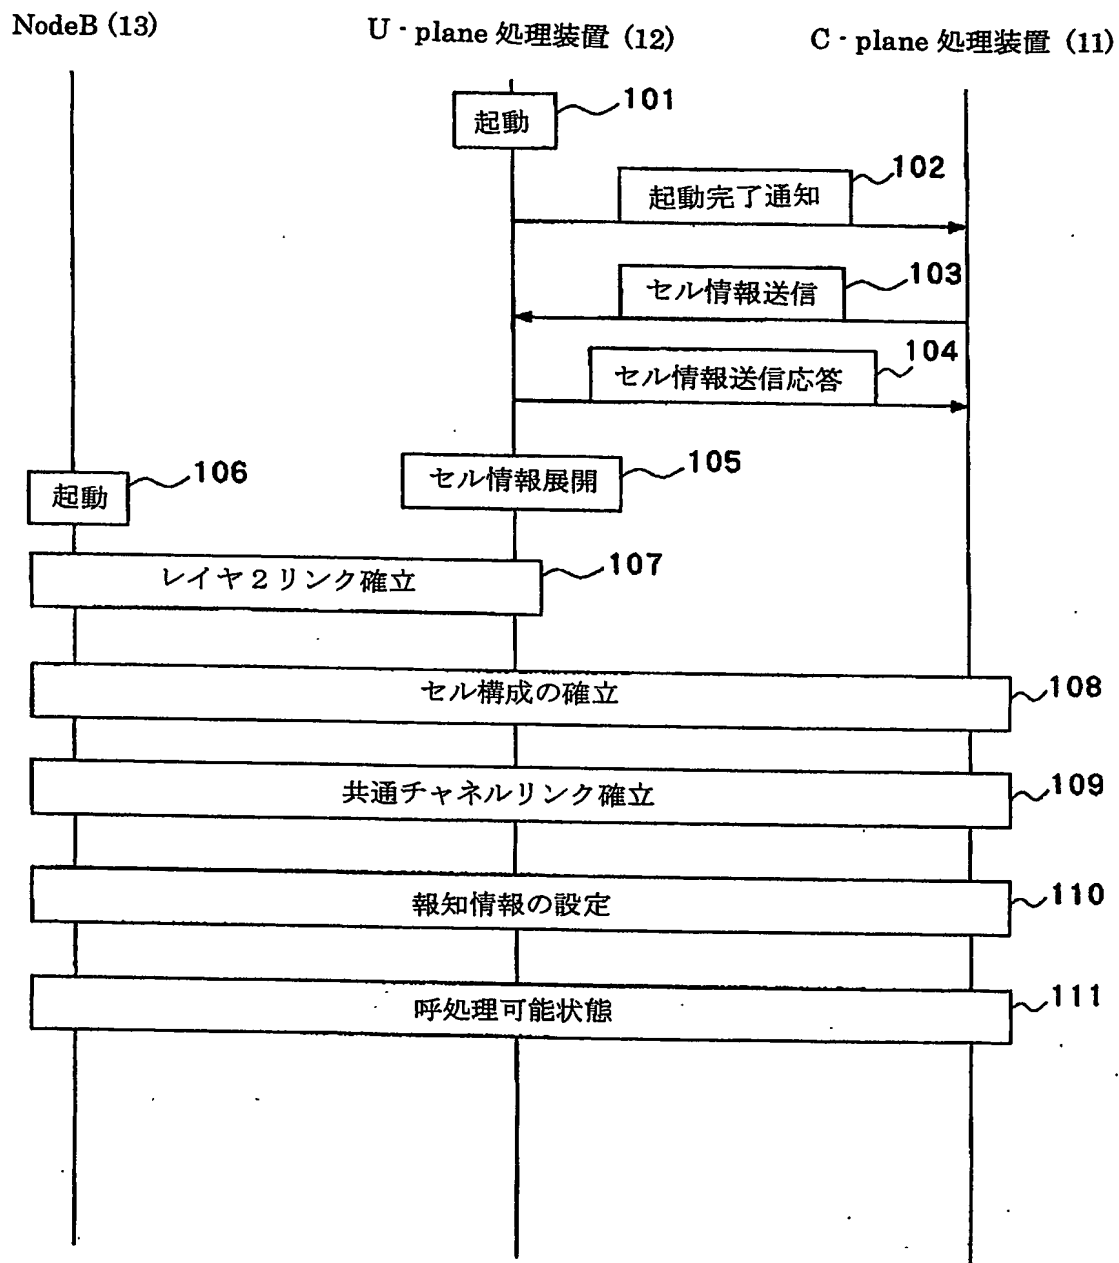 NodeB (13)
U‐plane 処理装置 (12)
C‐plane 処理装置 (11)
起動
101
起動完了通知
102
セル情報送信
103
セル情報送信応答
104
セル情報展開
105
起動
106
レイヤ2リンク確立
107
セル構成の確立
108
共通チャネルリンク確立
109
報知情報の設定
110
呼処理可能状態
111